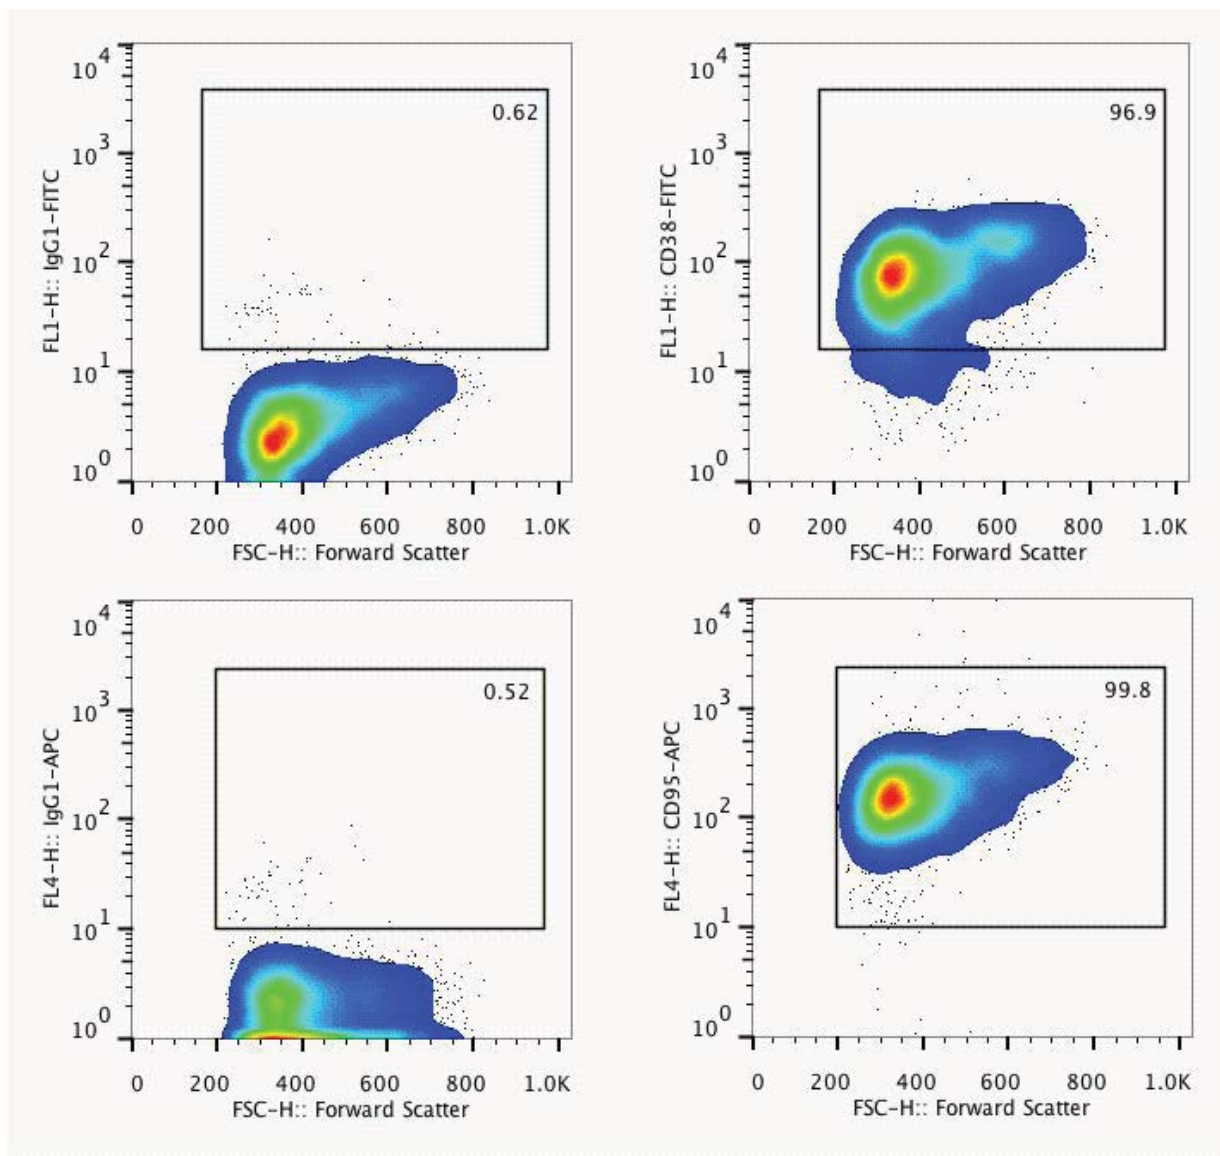 10^4
0.62
10^3
FL1-H:: IgG1-FITC
10^2
10^1
10^0
0 200 400 600 800 1.0K
FSC-H:: Forward Scatter
10^4
96.9
10^3
FL1-H:: CD38-FITC
10^2
10^1
10^0
0 200 400 600 800 1.0K
FSC-H:: Forward Scatter
10^4
0.52
10^3
FL4-H:: IgG1-APC
10^2
10^1
10^0
0 200 400 600 800 1.0K
FSC-H:: Forward Scatter
10^4
99.8
10^3
FL4-H:: CD95-APC
10^2
10^1
10^0
0 200 400 600 800 1.0K
FSC-H:: Forward Scatter